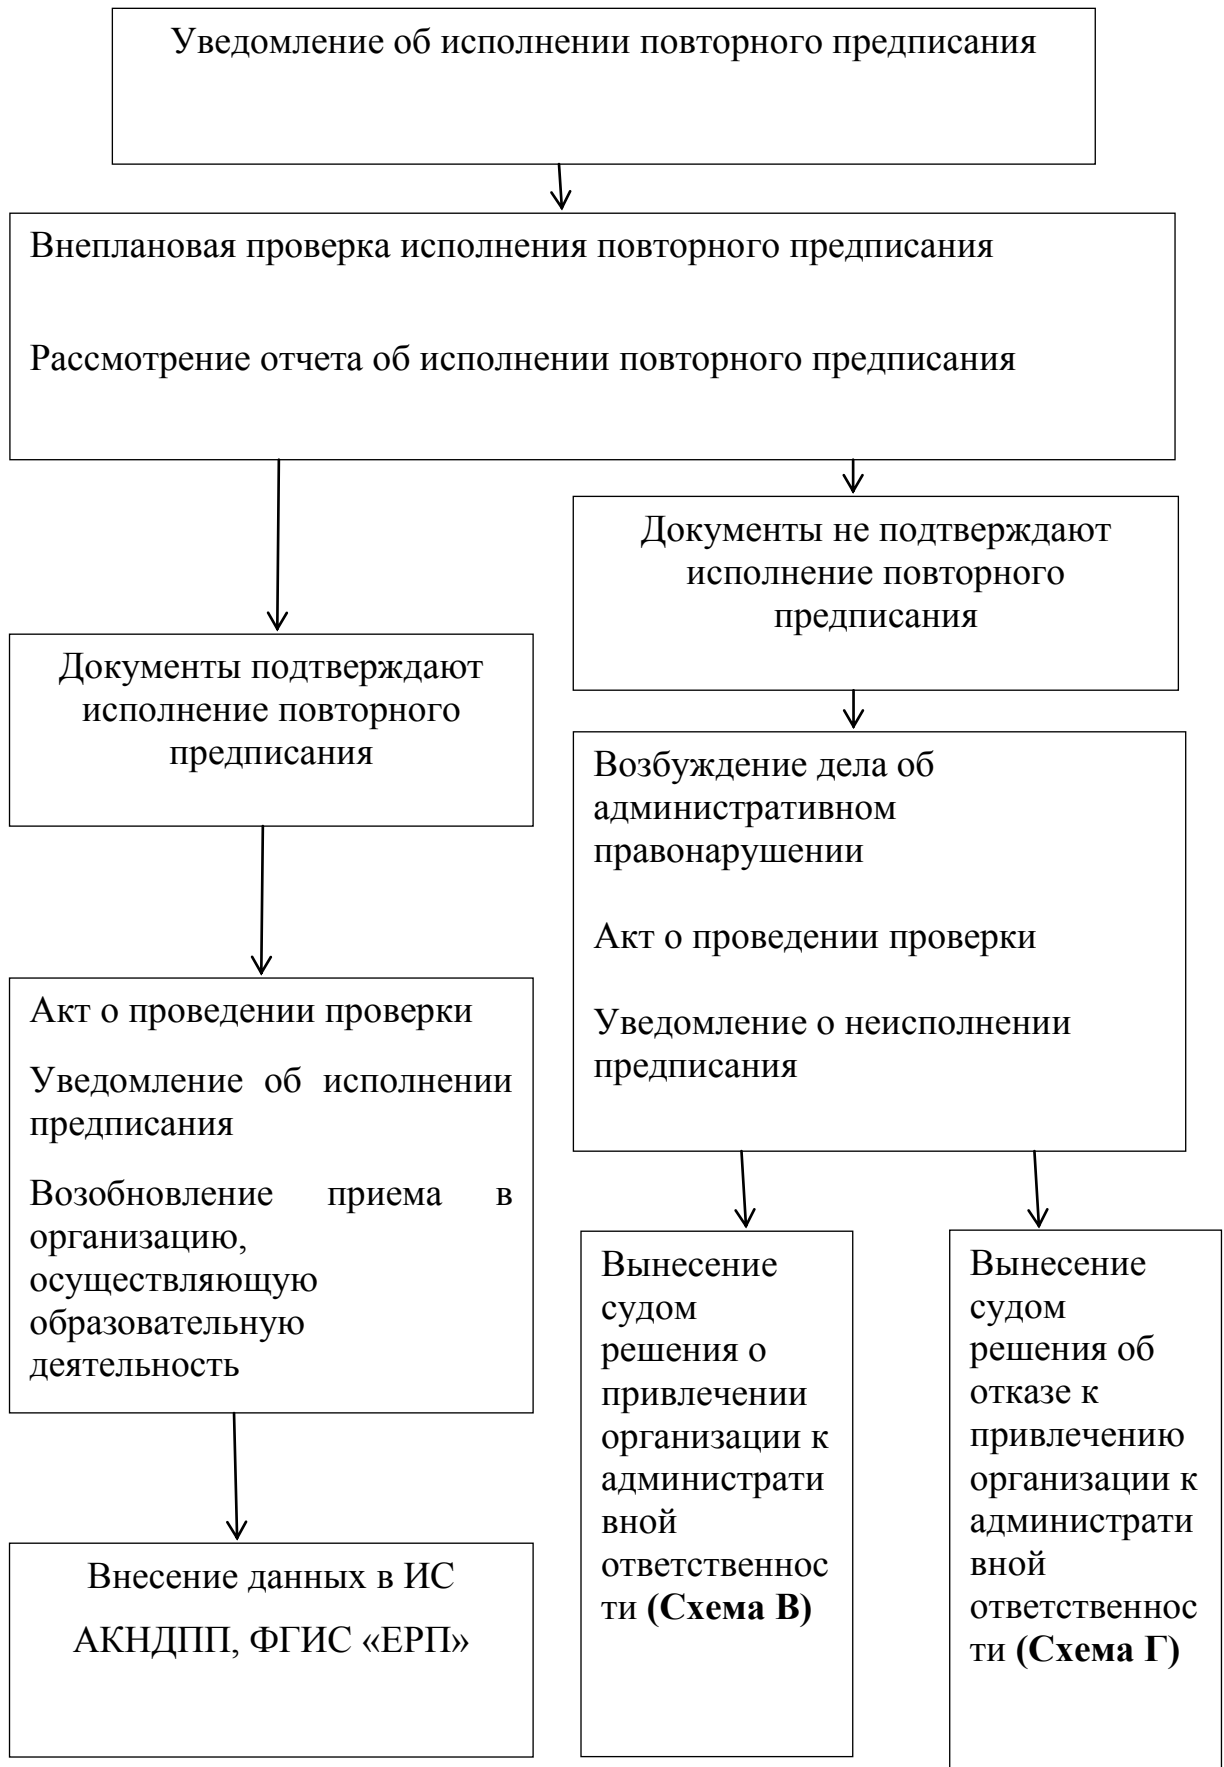 Уведомление об исполнении повторного предписания
Внеплановая проверка исполнения повторного предписания
Рассмотрение отчета об исполнении повторного предписания
Документы не подтверждают
исполнение повторного
предписания
Документы подтверждают
исполнение повторного
предписания
Возбуждение дела об
административном
правонарушении
Акт о проведении проверки
Уведомление о неисполнении
предписания
Акт о проведении проверки
Уведомление об исполнении
предписания
Возобновление приема в
организацию,
осуществляющую
образовательную
деятельность
Вынесение
судом
решения о
привлечении
организации к
администрати
вной
ответственнос
ти (Схема В)
Вынесение
судом
решения об
отказе к
привлечению
организации к
администрати
вной
ответственнос
ти (Схема Г)
Внесение данных в ИС
АКНДПП, ФГИС «ЕРП»